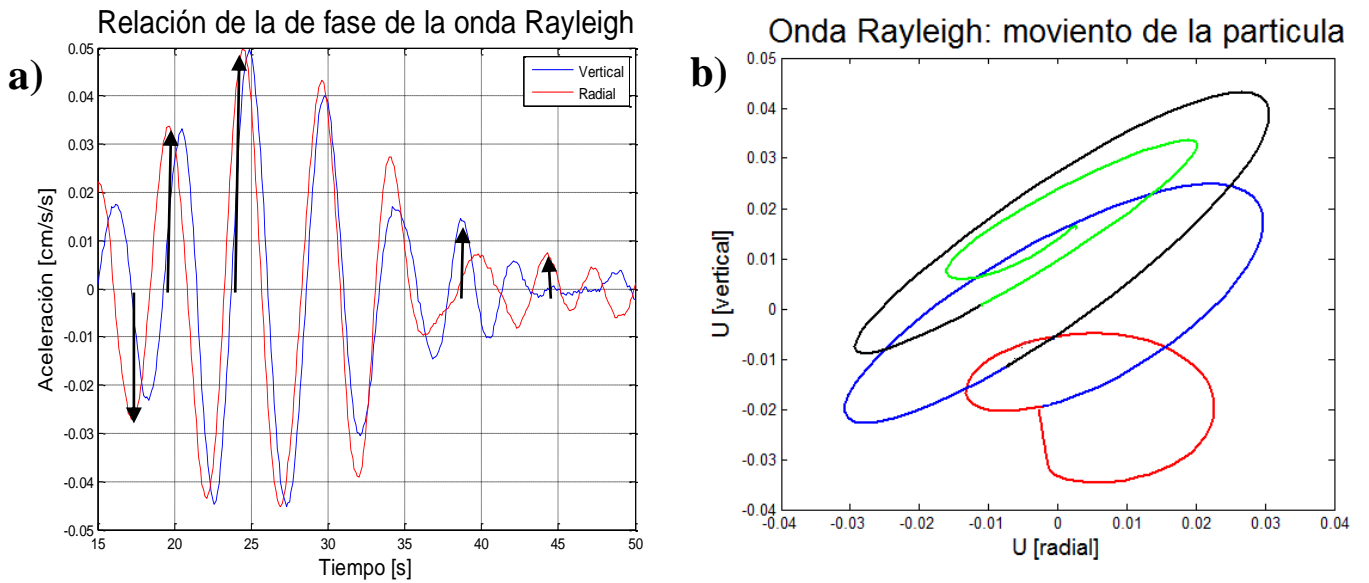 a)
Relación de la de fase de la onda Rayleigh
0.05
0.04
0.03
0.02
0.01
0
-0.01
-0.02
-0.03
-0.04
-0.05
Aceleración [cm/s/s]
Vertical
Radial
15 20 25 30 35 40 45 50
Tiempo [s]
b)
Onda Rayleigh: moviento de la particula
0.05
0.04
0.03
0.02
0.01
0
-0.01
-0.02
-0.03
-0.04
U [vertical]
-0.04 -0.03 -0.02 -0.01 0 0.01 0.02 0.03 0.04
U [radial]